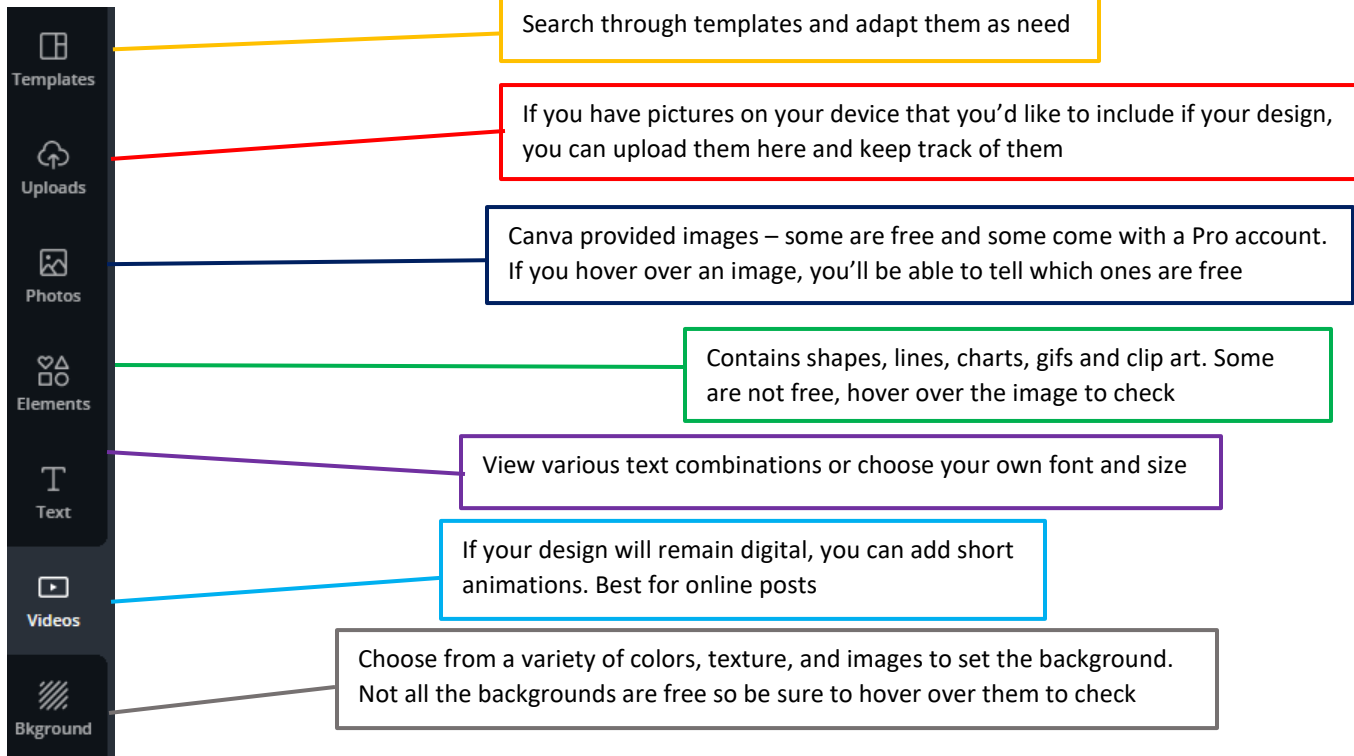 Templates
Search through templates and adapt them as need
Uploads
If you have pictures on your device that you’d like to include if your design,
you can upload them here and keep track of them
Photos
Canva provided images – some are free and some come with a Pro account.
If you hover over an image, you’ll be able to tell which ones are free
Elements
Contains shapes, lines, charts, gifs and clip art. Some
are not free, hover over the image to check
Text
View various text combinations or choose your own font and size
Videos
If your design will remain digital, you can add short
animations. Best for online posts
Bkground
Choose from a variety of colors, texture, and images to set the background.
Not all the backgrounds are free so be sure to hover over them to check